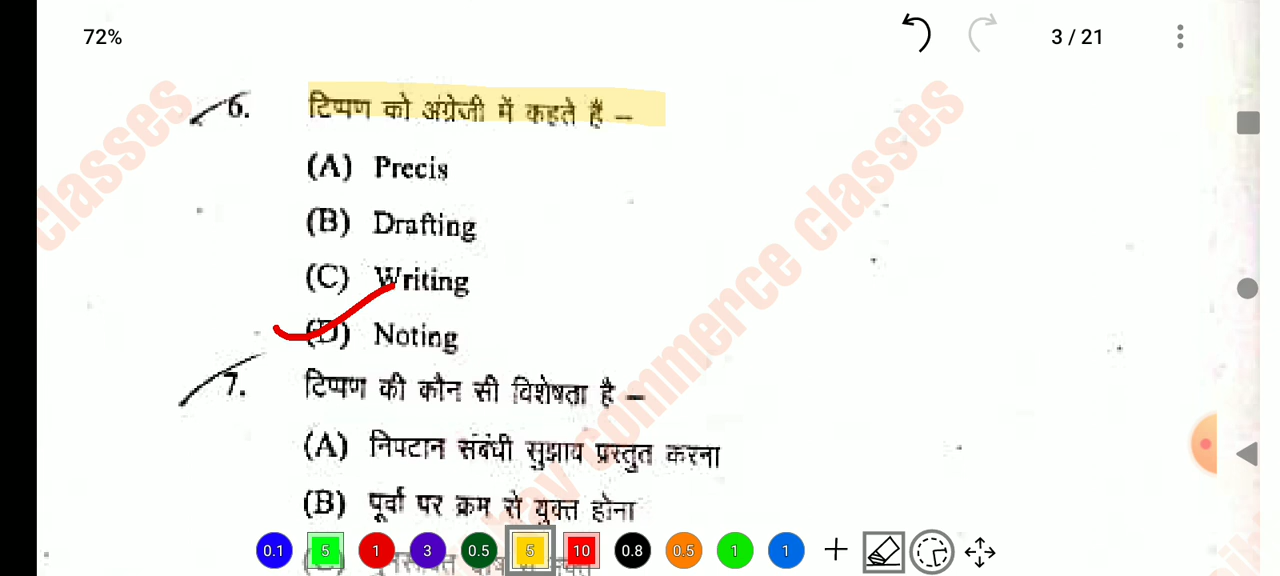 72%
3 / 21
6. टिप्पण को अंग्रेजी में कहते हैं –
(A) Precis
(B) Drafting
(C) Writing
(D) Noting
7. टिप्पण की कौन सी विशेषता है –
(A) निपटान संबंधी सुझाव प्रस्तुत करना
(B) पूर्वा पर क्रम से युक्त होना
0.1 5 1 3 0.5 5 10 0.8 0.5 1 1
classes
commerce classes